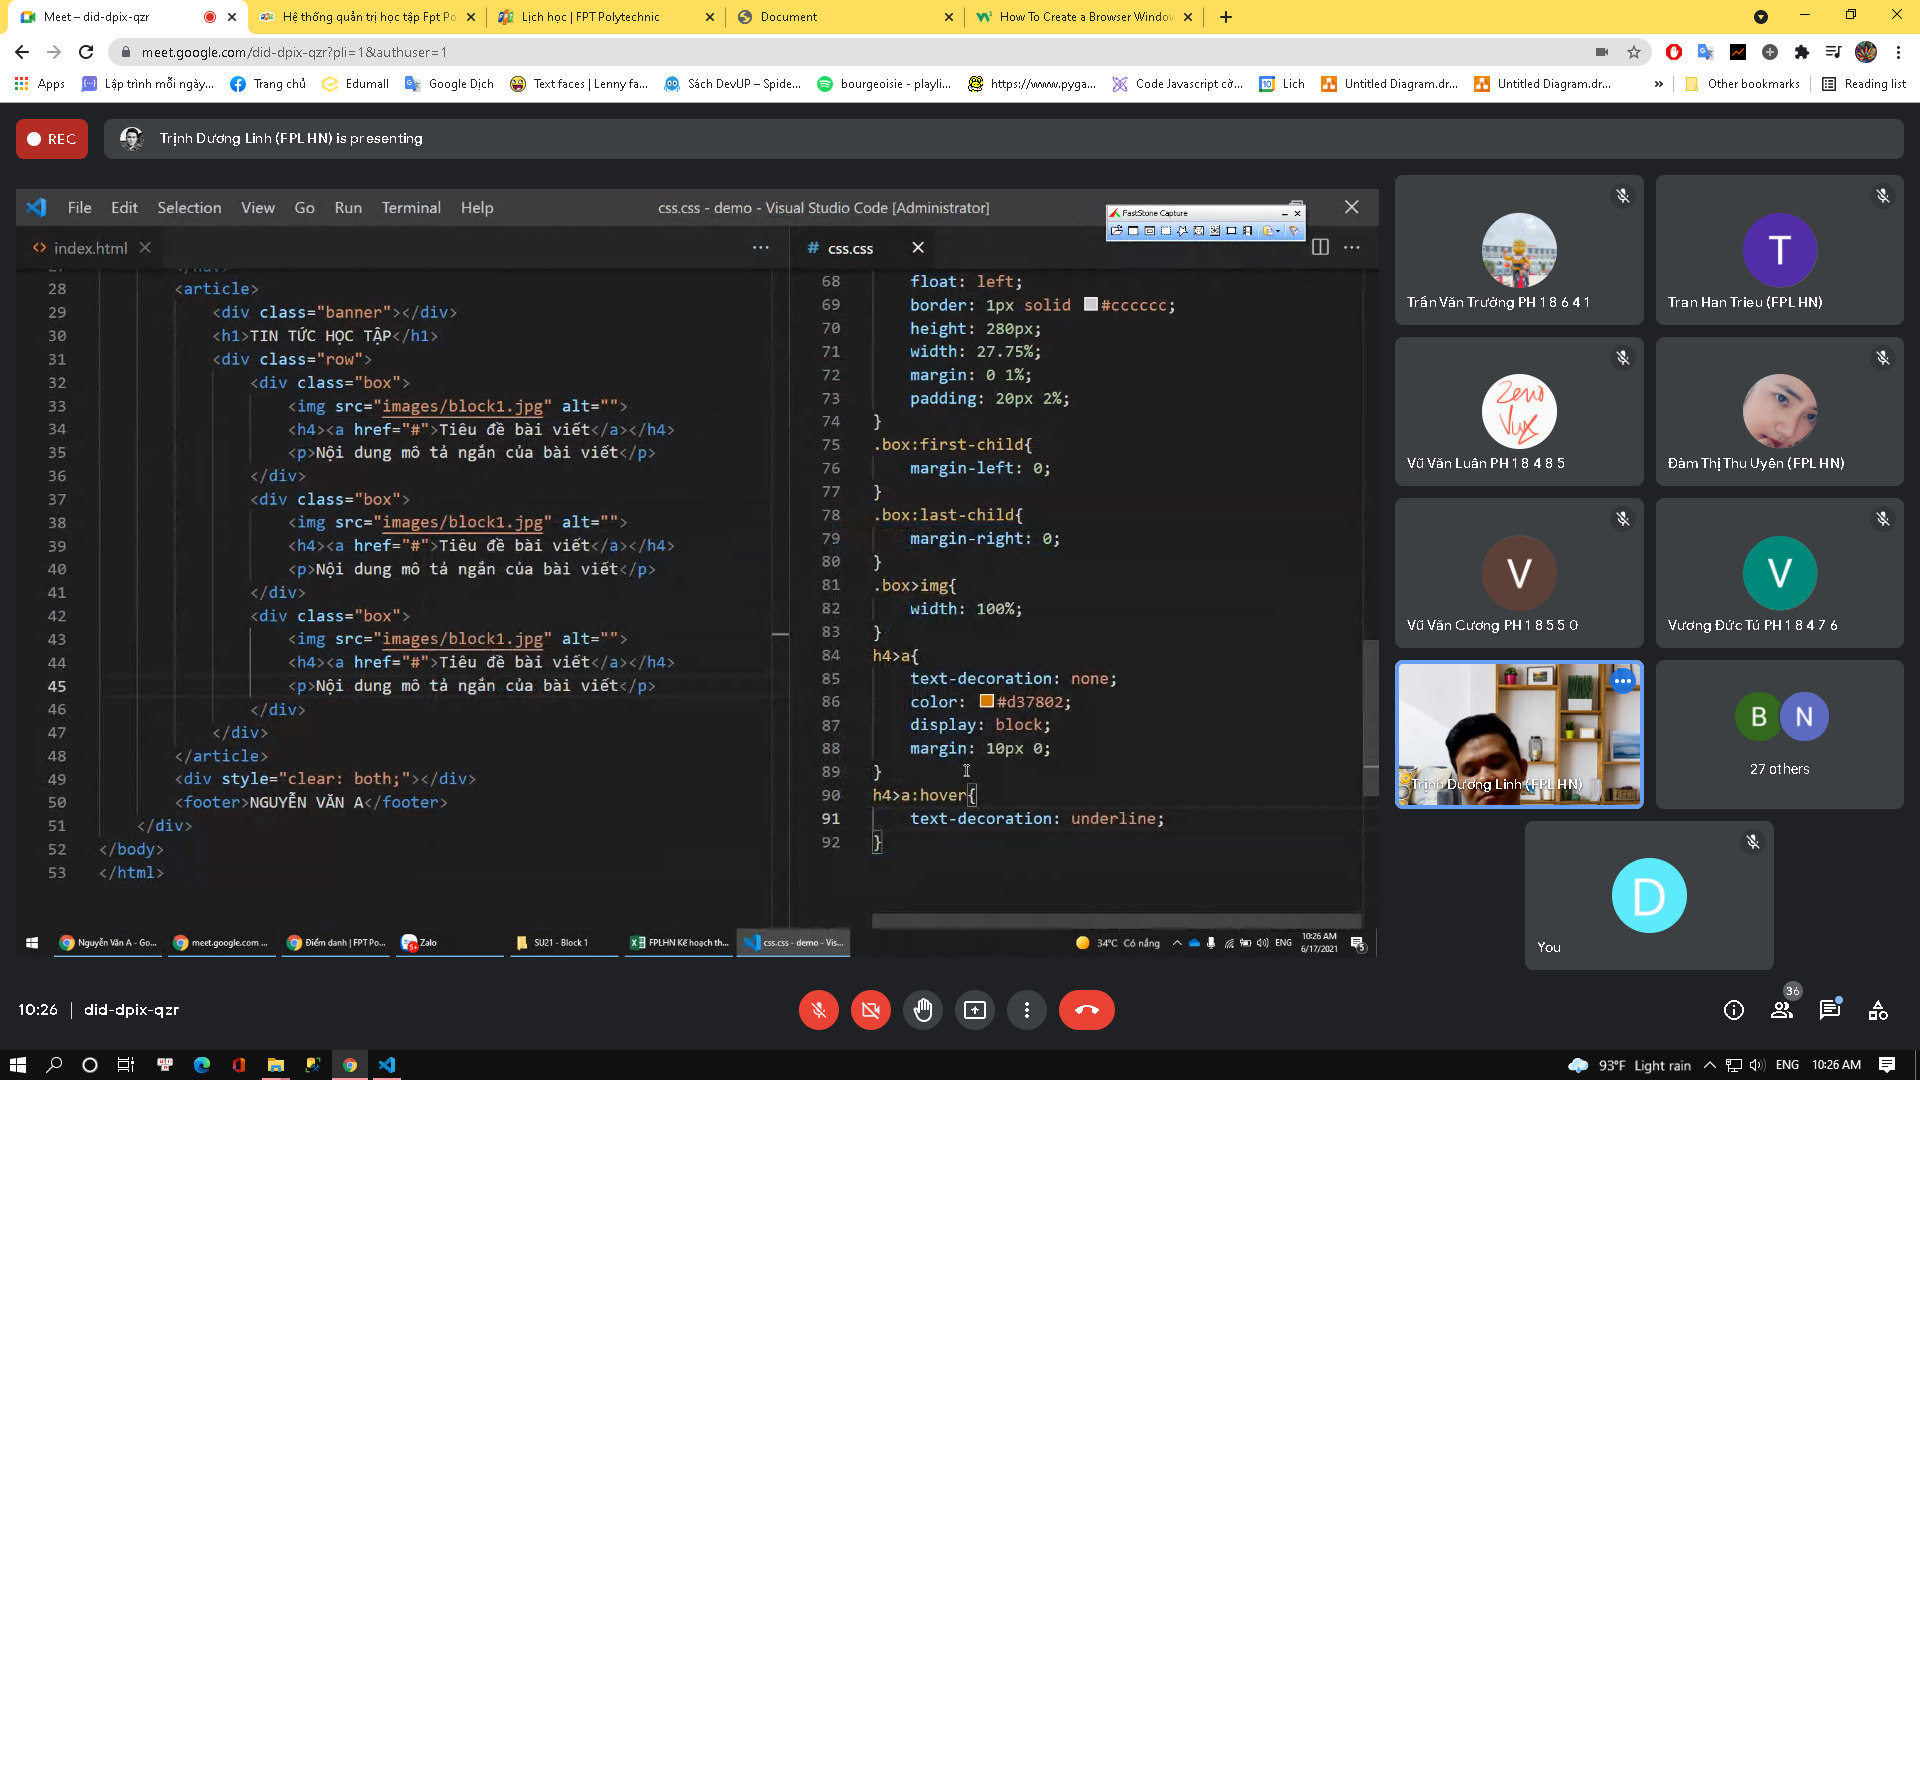 Meet – did-dpix-qzr
Hệ thống quản trị học tập Fpt Po
Lịch học | FPT Polytechnic
Document
How To Create a Browser Window
meet.google.com/did-dpix-qzr?pli=1&authuser=1
Apps
Lập trình mỗi ngày...
Trang chủ
Edumall
Google Dịch
Text faces | Lenny fa...
Sách DevUP – Spide...
bourgeoisie - playli...
https://www.pyga...
Code Javascript cơ...
Lich
Untitled Diagram.dr...
Untitled Diagram.dr...
»
Other bookmarks
Reading list
REC
Trịnh Dương Linh (FPL HN) is presenting
File Edit Selection View Go Run Terminal Help
css.css - demo - Visual Studio Code [Administrator]
FastStone Capture
index.html
css.css
28 <article>
29 <div class="banner"></div>
30 <h1>TIN TỨC HỌC TẬP</h1>
31 <div class="row">
32 <div class="box">
33 <img src="images/block1.jpg" alt="">
34 <h4><a href="#">Tiêu đề bài viết</a></h4>
35 <p>Nội dung mô tả ngắn của bài viết</p>
36 </div>
37 <div class="box">
38 <img src="images/block1.jpg" alt="">
39 <h4><a href="#">Tiêu đề bài viết</a></h4>
40 <p>Nội dung mô tả ngắn của bài viết</p>
41 </div>
42 <div class="box">
43 <img src="images/block1.jpg" alt="">
44 <h4><a href="#">Tiêu đề bài viết</a></h4>
45 <p>Nội dung mô tả ngắn của bài viết</p>
46 </div>
47 </div>
48 </article>
49 <div style="clear: both;"></div>
50 <footer>NGUYỄN VĂN A</footer>
51 </div>
52 </body>
53 </html>
68 float: left;
69 border: 1px solid #cccccc;
70 height: 280px;
71 width: 27.75%;
72 margin: 0 1%;
73 padding: 20px 2%;
74 }
75 .box:first-child{
76 margin-left: 0;
77 }
78 .box:last-child{
79 margin-right: 0;
80 }
81 .box>img{
82 width: 100%;
83 }
84 h4>a{
85 text-decoration: none;
86 color: #d37802;
87 display: block;
88 margin: 10px 0;
89 }
90 h4>a:hover{
91 text-decoration: underline;
92 }
Nguyễn Văn A - Go...
meet.google.com ...
Điểm danh | FPT Po...
5+
Zalo
SU21 - Block 1
FPLHN Kế hoạch th...
css.css - demo - Vis...
34°C Có nắng
ENG
10:26 AM
6/17/2021
5
Trần Văn Trường PH 1 8 6 4 1
T
Tran Han Trieu (FPL HN)
Zeno
Vux
Vũ Văn Luân PH 1 8 4 8 5
Đàm Thị Thu Uyên (FPL HN)
V
Vũ Văn Cương PH 1 8 5 5 0
V
Vương Đức Tú PH 1 8 4 7 6
Trịnh Dương Linh (FPL HN)
B N
27 others
D
You
10:26 | did-dpix-qzr
36
93°F Light rain
ENG
10:26 AM